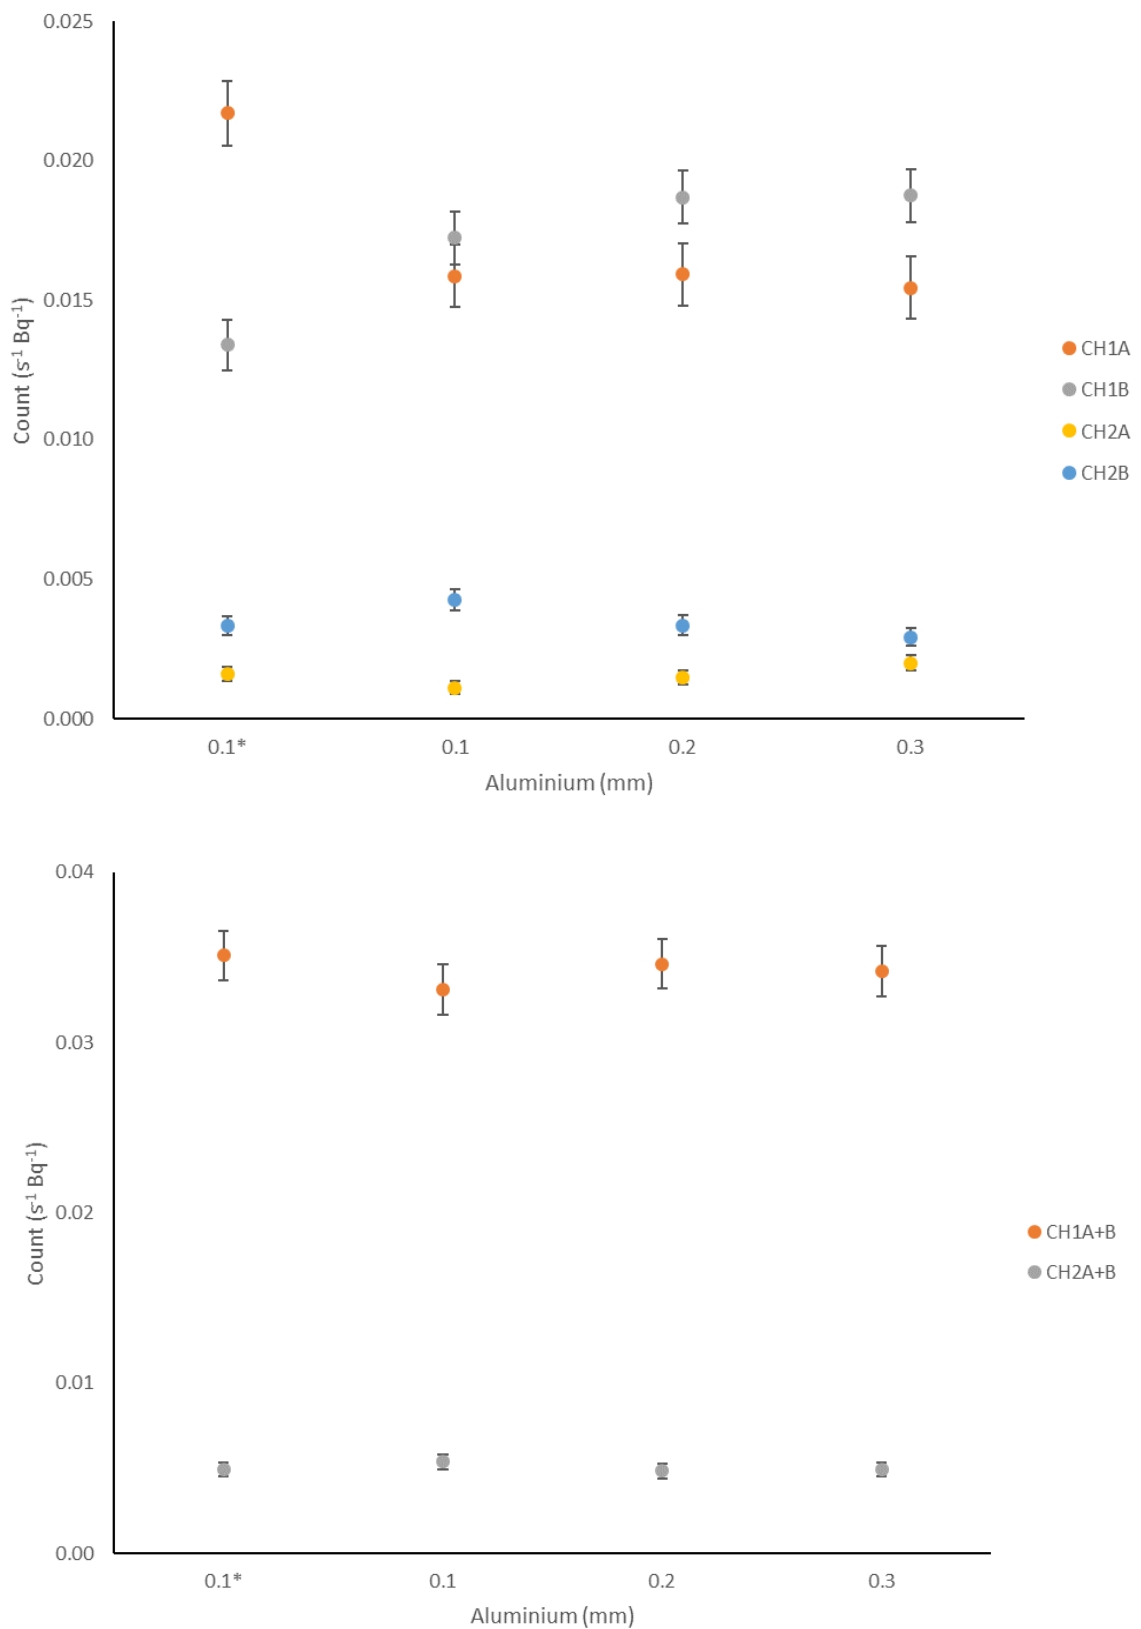 0.025
0.020
0.015
0.010
0.005
0.000
Count (s⁻¹ Bq⁻¹)
0.1* 0.1 0.2 0.3
Aluminium (mm)
CH1A
CH1B
CH2A
CH2B
0.04
0.03
0.02
0.01
0.00
Count (s⁻¹ Bq⁻¹)
0.1* 0.1 0.2 0.3
Aluminium (mm)
CH1A+B
CH2A+B